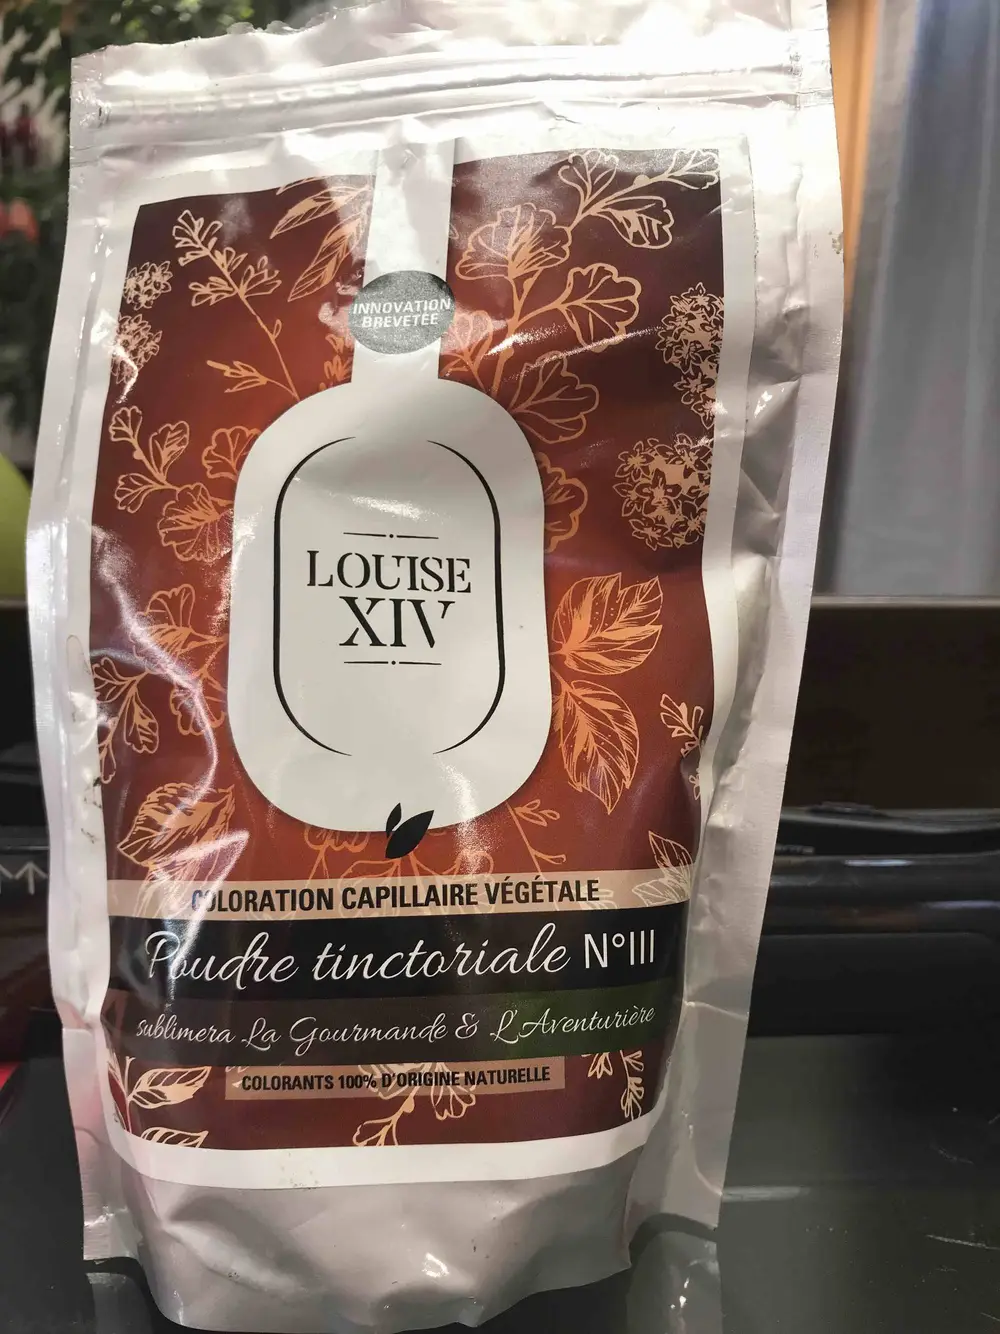 INNOVATION
BREVETÉE
LOUISE
XIV
COLORATION CAPILLAIRE VÉGÉTALE
Poudre tinctoriale N°III
sublimera La Gourmande & L'Aventurière
COLORANTS 100% D'ORIGINE NATURELLE